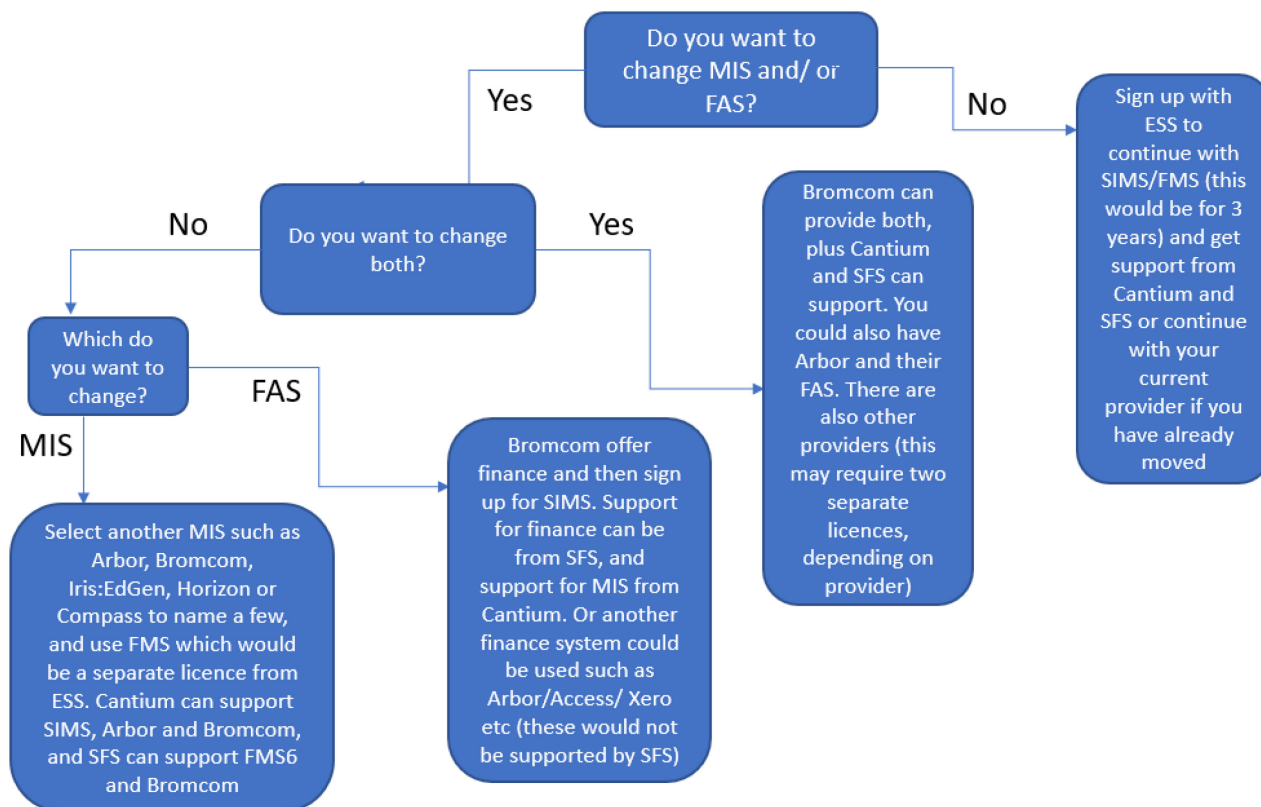 Do you want to
change MIS and/ or
FAS?
Yes
No
Sign up with
ESS to
continue with
SIMS/FMS (this
would be for 3
years) and get
support from
Cantium and
SFS or continue
with your
current
provider if you
have already
moved
Do you want to change
both?
No
Yes
Bromcom can
provide both,
plus Cantium
and SFS can
support. You
could also have
Arbor and their
FAS. There are
also other
providers (this
may require two
separate
licences,
depending on
provider)
Which do
you want to
change?
FAS
MIS
Bromcom offer
finance and then sign
up for SIMS. Support
for finance can be
from SFS, and
support for MIS from
Cantium. Or another
finance system could
be used such as
Arbor/Access/ Xero
etc (these would not
be supported by SFS)
Select another MIS such as
Arbor, Bromcom,
Iris:EdGen, Horizon or
Compass to name a few,
and use FMS which would
be a separate licence from
ESS. Cantium can support
SIMS, Arbor and Bromcom,
and SFS can support FMS6
and Bromcom